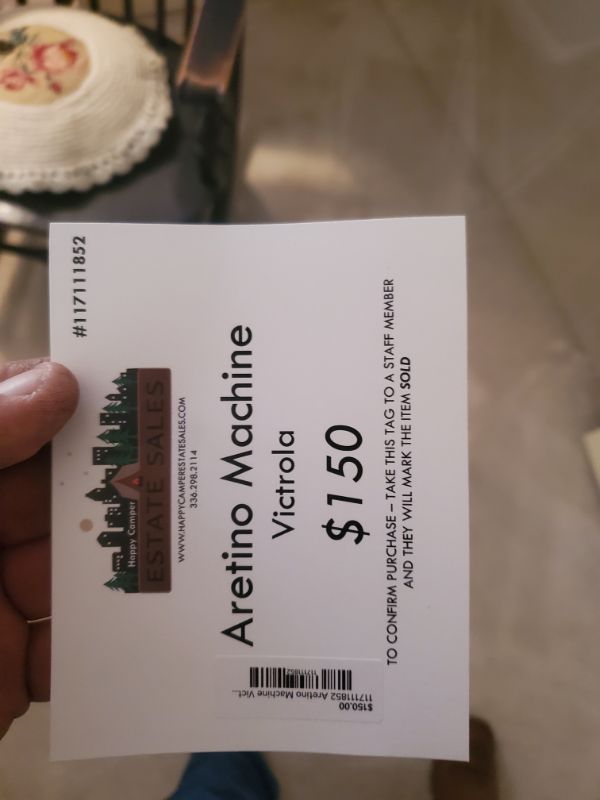 #117111852
Happy Camper
ESTATE SALES
WWW.HAPPYCAMPERESTATESALES.COM
336.298.2114
Aretino Machine
Victrola
$150
TO CONFIRM PURCHASE – TAKE THIS TAG TO A STAFF MEMBER
AND THEY WILL MARK THE ITEM SOLD
$150.00
117111852 Aretino Machine Vict...
117111852